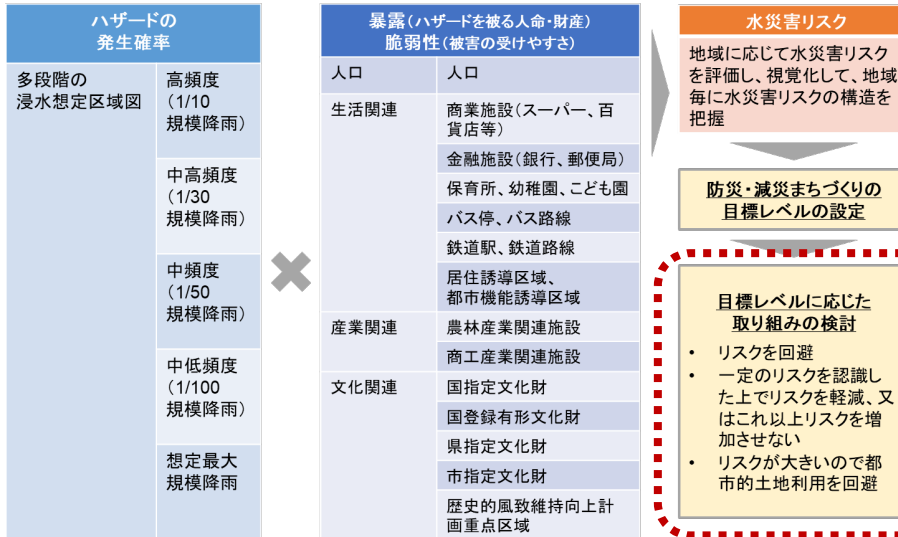 ハザードの
発生確率
多段階の
浸水想定区域図
高頻度
(1/10
規模降雨)
中高頻度
(1/30
規模降雨)
中頻度
(1/50
規模降雨)
中低頻度
(1/100
規模降雨)
想定最大
規模降雨
暴露(ハザードを被る人命・財産)
脆弱性(被害の受けやすさ)
人口
人口
生活関連
商業施設(スーパー、百
貨店等)
金融施設(銀行、郵便局)
保育所、幼稚園、こども園
バス停、バス路線
鉄道駅、鉄道路線
居住誘導区域、
都市機能誘導区域
産業関連
農林産業関連施設
商工産業関連施設
文化関連
国指定文化財
国登録有形文化財
県指定文化財
市指定文化財
歴史的風致維持向上計
画重点区域
水災害リスク
地域に応じて水災害リスク
を評価し、視覚化して、地域
毎に水災害リスクの構造を
把握
防災・減災まちづくりの
目標レベルの設定
目標レベルに応じた
取り組みの検討
• リスクを回避
• 一定のリスクを認識し
た上でリスクを軽減、又
はこれ以上リスクを増
加させない
• リスクが大きいので都
市的土地利用を回避